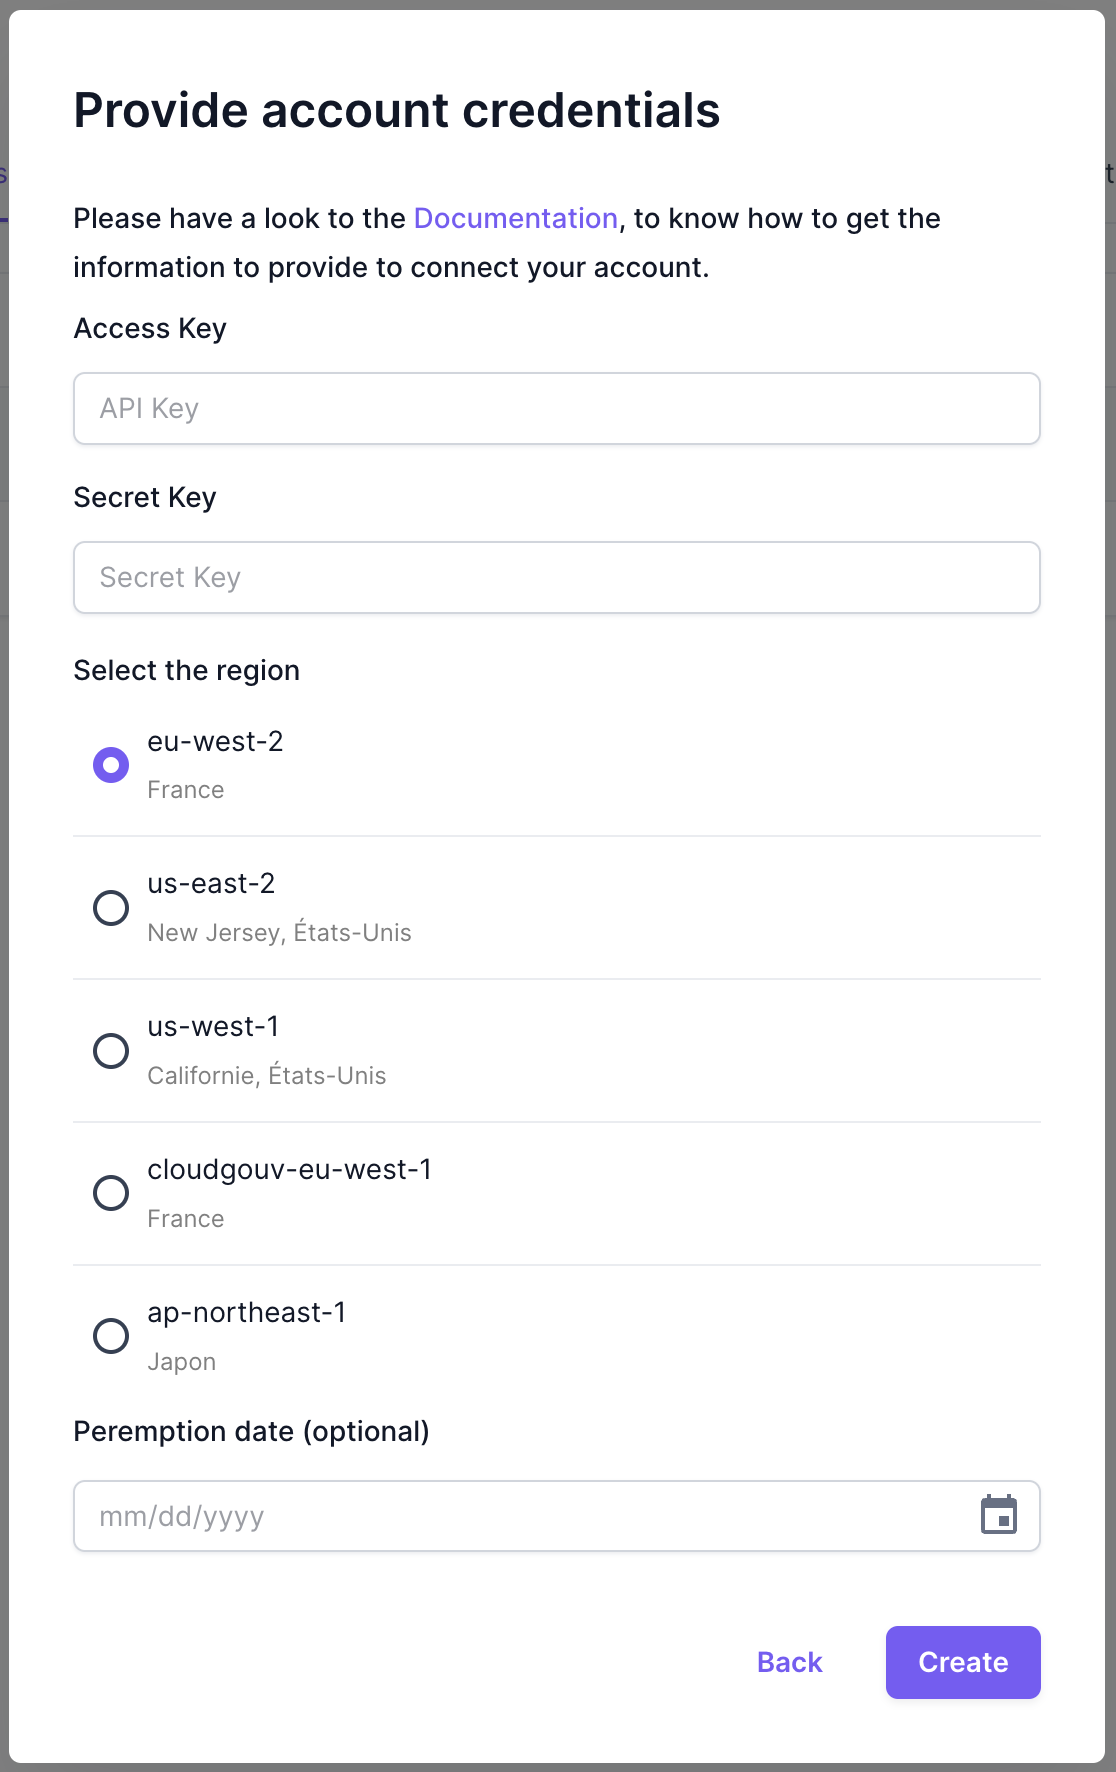 Provide account credentials
Please have a look to the Documentation, to know how to get the
information to provide to connect your account.
Access Key
API Key
Secret Key
Secret Key
Select the region
eu-west-2
France
us-east-2
New Jersey, États-Unis
us-west-1
Californie, États-Unis
cloudgouv-eu-west-1
France
ap-northeast-1
Japon
Peremption date (optional)
mm/dd/yyyy
Back
Create